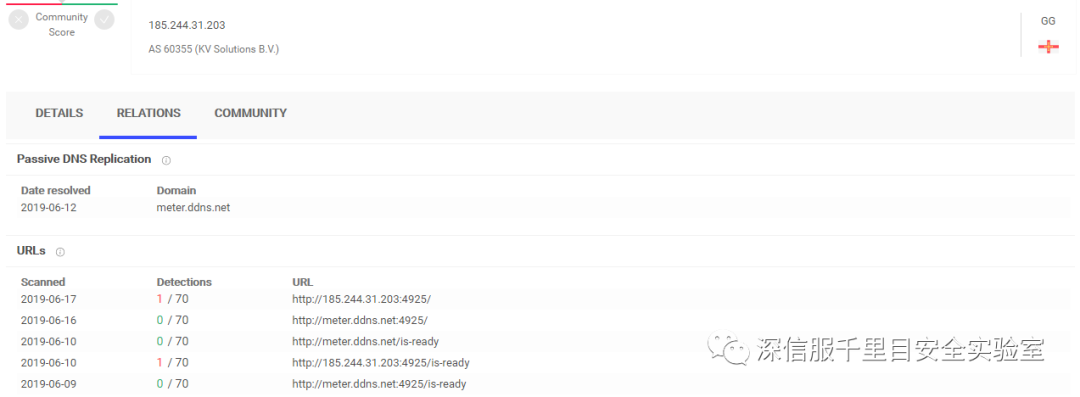 Community
Score
185.244.31.203
AS 60355 (KV Solutions B.V.)
GG
DETAILS RELATIONS COMMUNITY
Passive DNS Replication
Date resolved Domain
2019-06-12 meter.ddns.net
URLs
Scanned Detections URL
2019-06-17 1 / 70 http://185.244.31.203:4925/
2019-06-16 0 / 70 http://meter.ddns.net:4925/
2019-06-10 0 / 70 http://meter.ddns.net/is-ready
2019-06-10 1 / 70 http://185.244.31.203:4925/is-ready
2019-06-09 0 / 70 http://meter.ddns.net:4925/is-ready
深信服千里目安全实验室